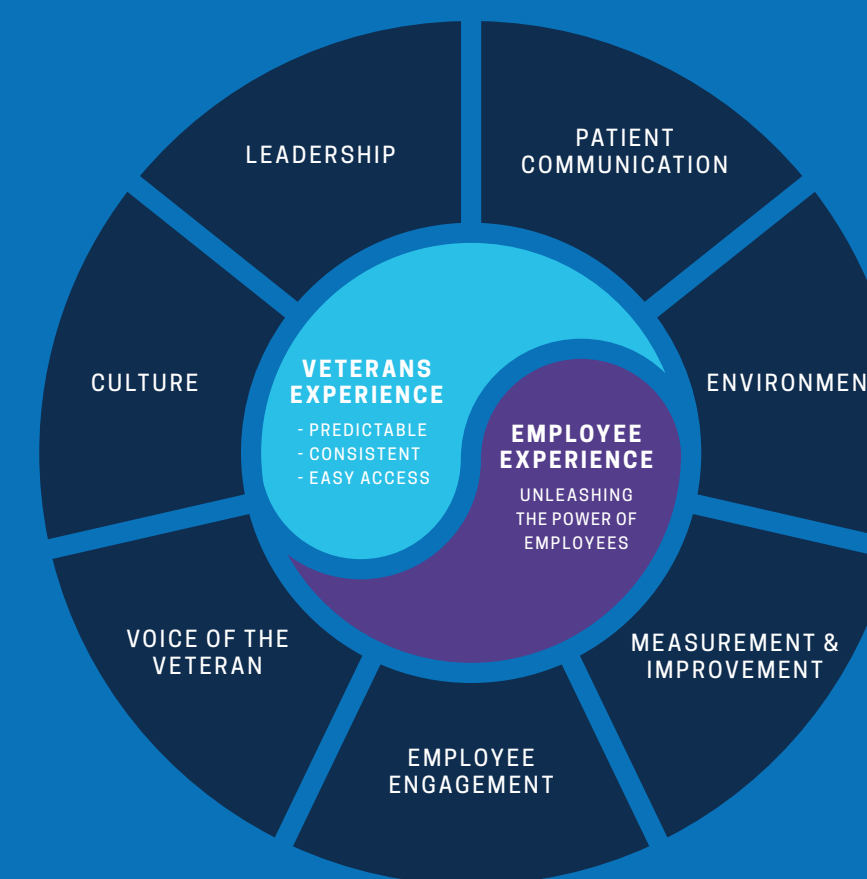 LEADERSHIP
PATIENT
COMMUNICATION
CULTURE
VETERANS
EXPERIENCE
- PREDICTABLE
- CONSISTENT
- EASY ACCESS
EMPLOYEE
EXPERIENCE
UNLEASHING
THE POWER OF
EMPLOYEES
ENVIRONMEN
VOICE OF THE
VETERAN
MEASUREMENT &
IMPROVEMENT
EMPLOYEE
ENGAGEMENT